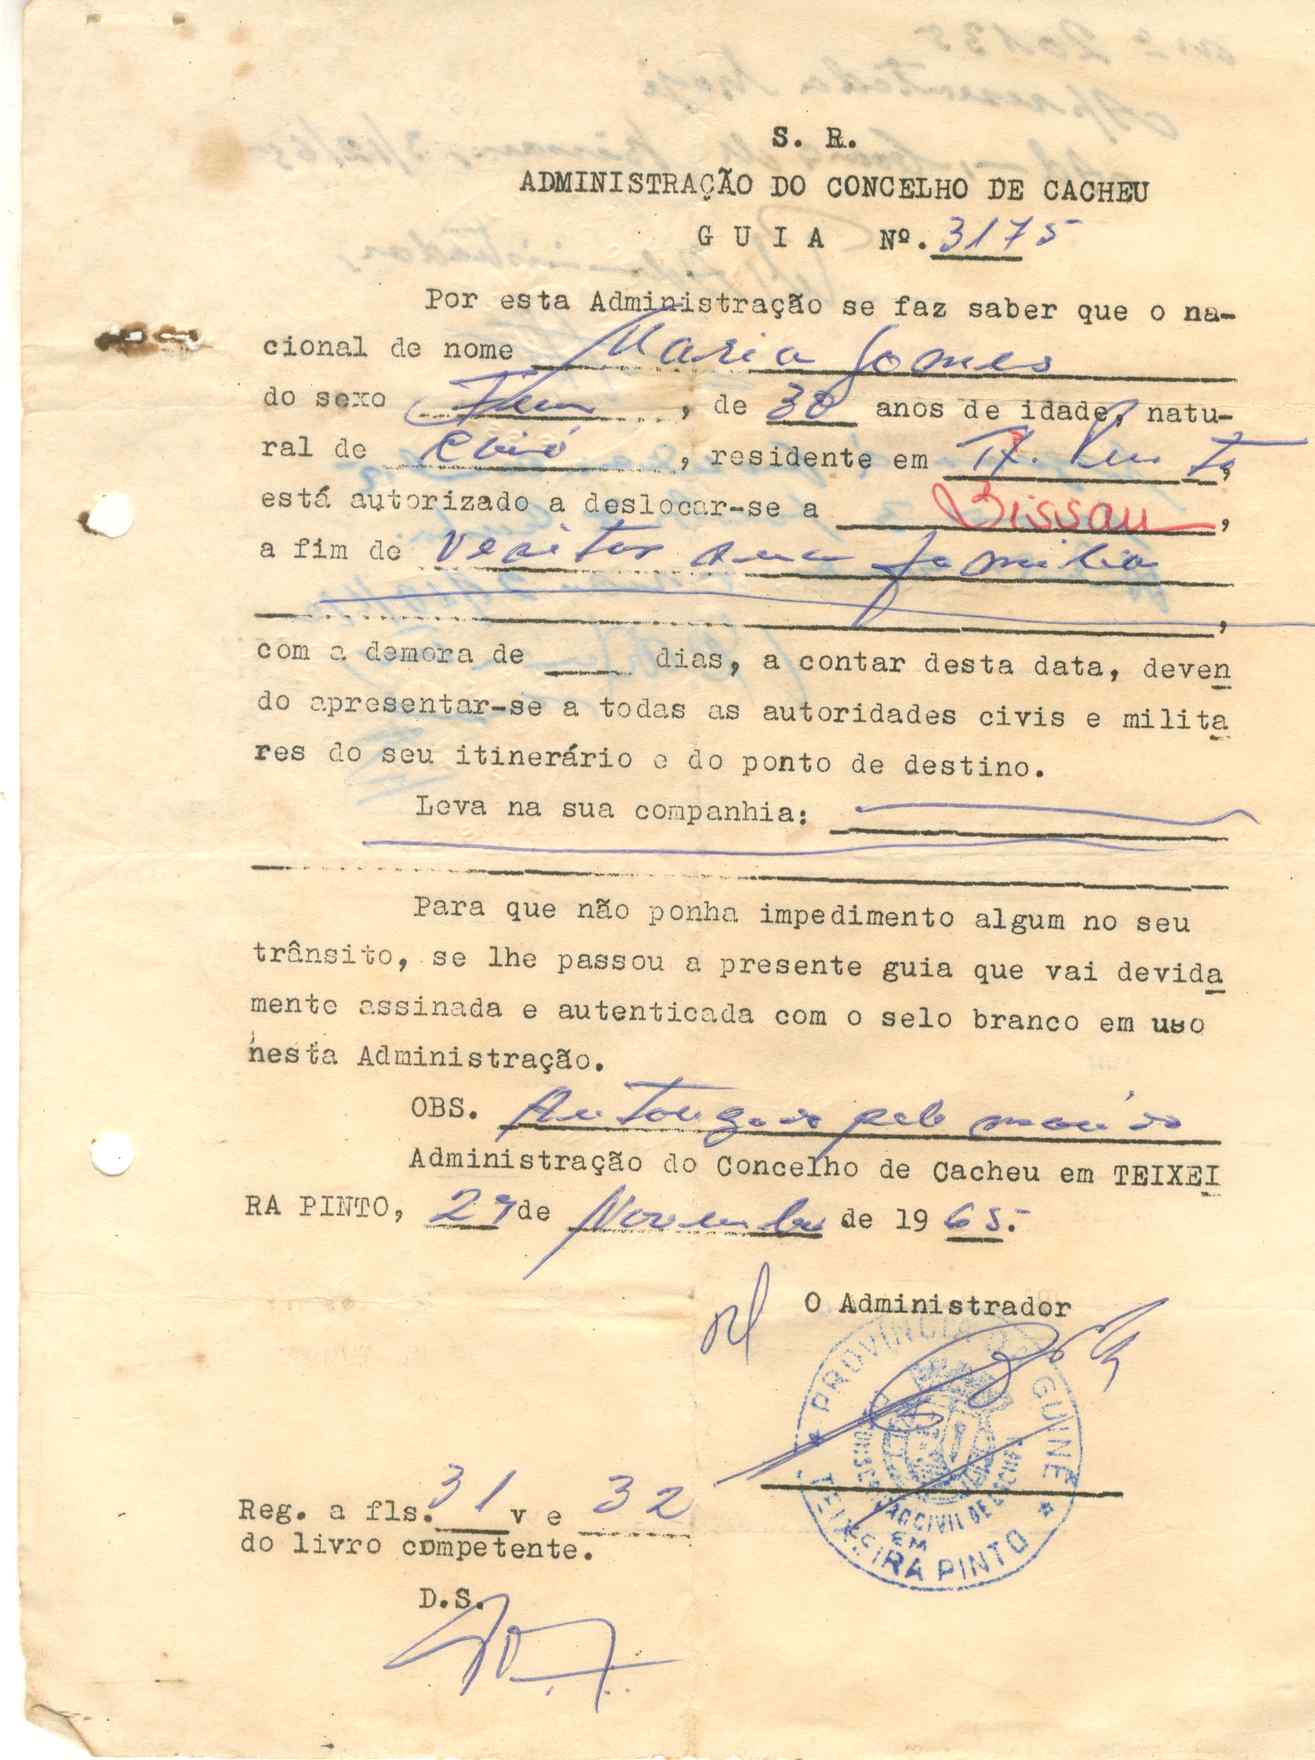 S. R.
ADMINISTRAÇÃO DO CONCELHO DE CACHEU
G U I A Nº. 3175
Por esta Administração se faz saber que o na-
cional de nome Maria Gomes
do sexo Fem , de 30 anos de idade, natu-
ral de , residente em T. Pinto,
está autorizado a deslocar-se a Bissau,
a fim de visitar sua familia
,
com a demora de dias, a contar desta data, deven
do apresentar-se a todas as autoridades civis e milita
res do seu itinerário e do ponto de destino.
Leva na sua companhia:
Para que não ponha impedimento algum no seu
trânsito, se lhe passou a presente guia que vai devida
mente assinada e autenticada com o selo branco em uso
nesta Administração.
OBS. pelo marido
Administração do Concelho de Cacheu em TEIXEI
RA PINTO, 29 de Novembro de 1965.
O Administrador
PROVÍNCIA DA GUINÉ
EM
TEIXEIRA PINTO
Reg. a fls. 31 v e 32
do livro competente.
D.S.